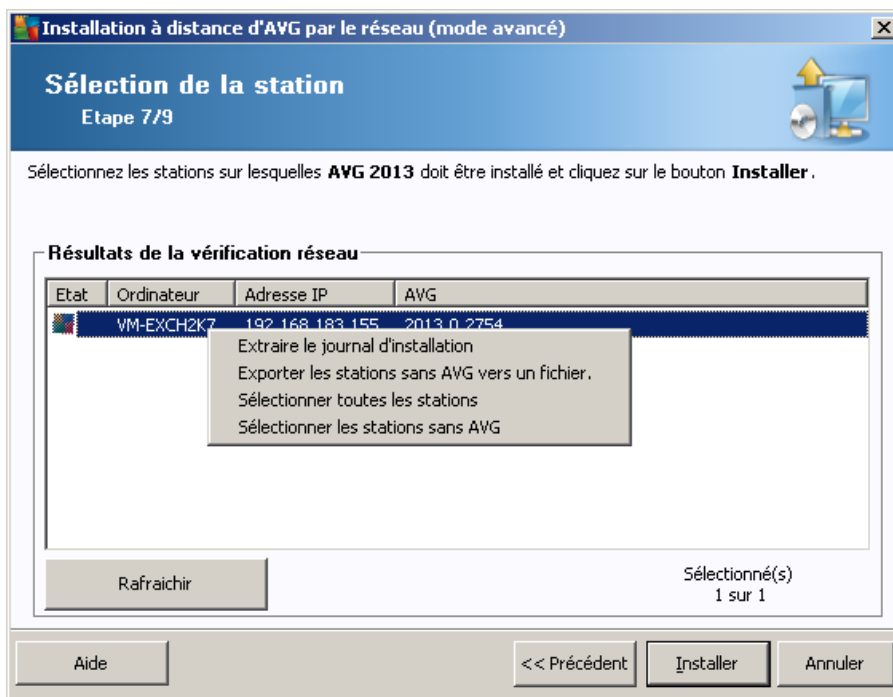 Installation à distance d'AVG par le réseau (mode avancé)
Sélection de la station
Etape 7/9
Sélectionnez les stations sur lesquelles AVG 2013 doit être installé et cliquez sur le bouton Installer.
Résultats de la vérification réseau
Etat Ordinateur Adresse IP AVG
VM-EXCH2K7 192.168.183.155 2013.0.2754
Extraire le journal d'installation
Exporter les stations sans AVG vers un fichier.
Sélectionner toutes les stations
Sélectionner les stations sans AVG
Rafraichir
Sélectionné(s)
1 sur 1
Aide
<< Précédent
Installer
Annuler